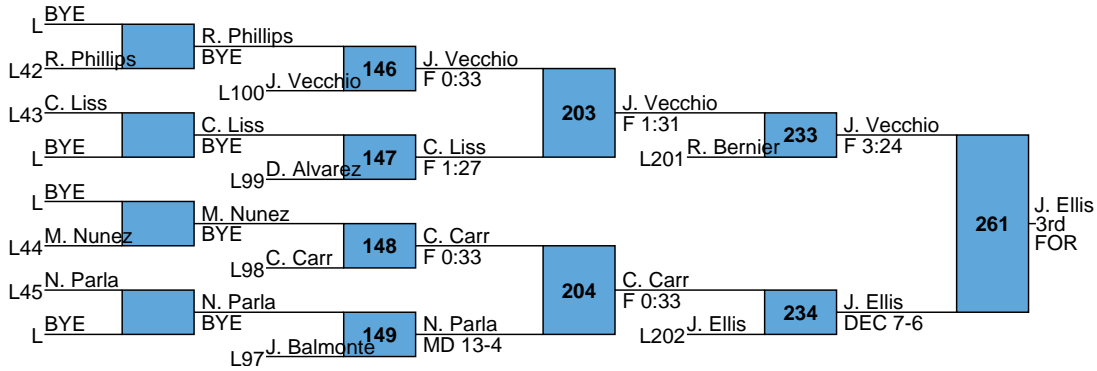 BYE
L
R. Phillips
L42
R. Phillips
BYE
J. Vecchio
L100
146
J. Vecchio
F 0:33
C. Liss
L43
BYE
L
C. Liss
BYE
D. Alvarez
L99
147
C. Liss
F 1:27
203
J. Vecchio
F 1:31
R. Bernier
L201
233
J. Vecchio
F 3:24
BYE
L
M. Nunez
L44
M. Nunez
BYE
C. Carr
L98
148
C. Carr
F 0:33
N. Parla
L45
BYE
L
N. Parla
BYE
J. Balmonte
L97
149
N. Parla
MD 13-4
204
C. Carr
F 0:33
J. Ellis
L202
234
J. Ellis
DEC 7-6
261
J. Ellis
3rd
FOR